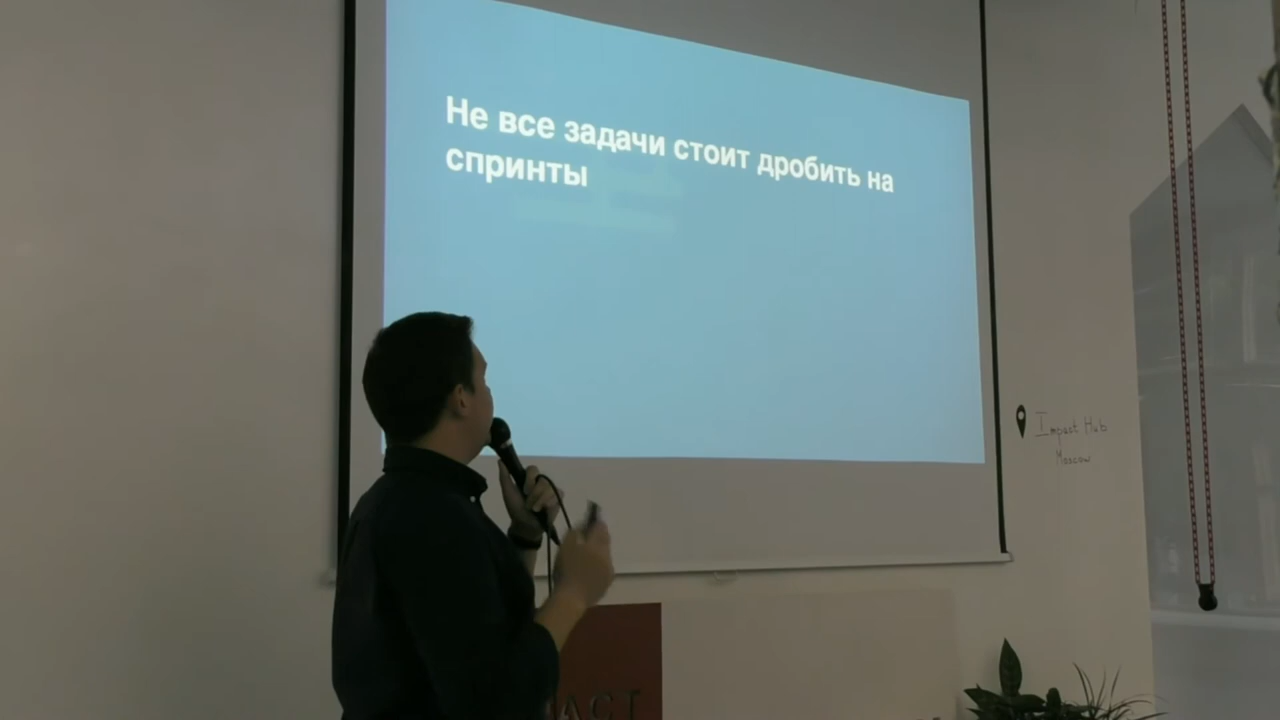 Не все задачи стоит дробить на
спринты
Impact Hub
Moscow